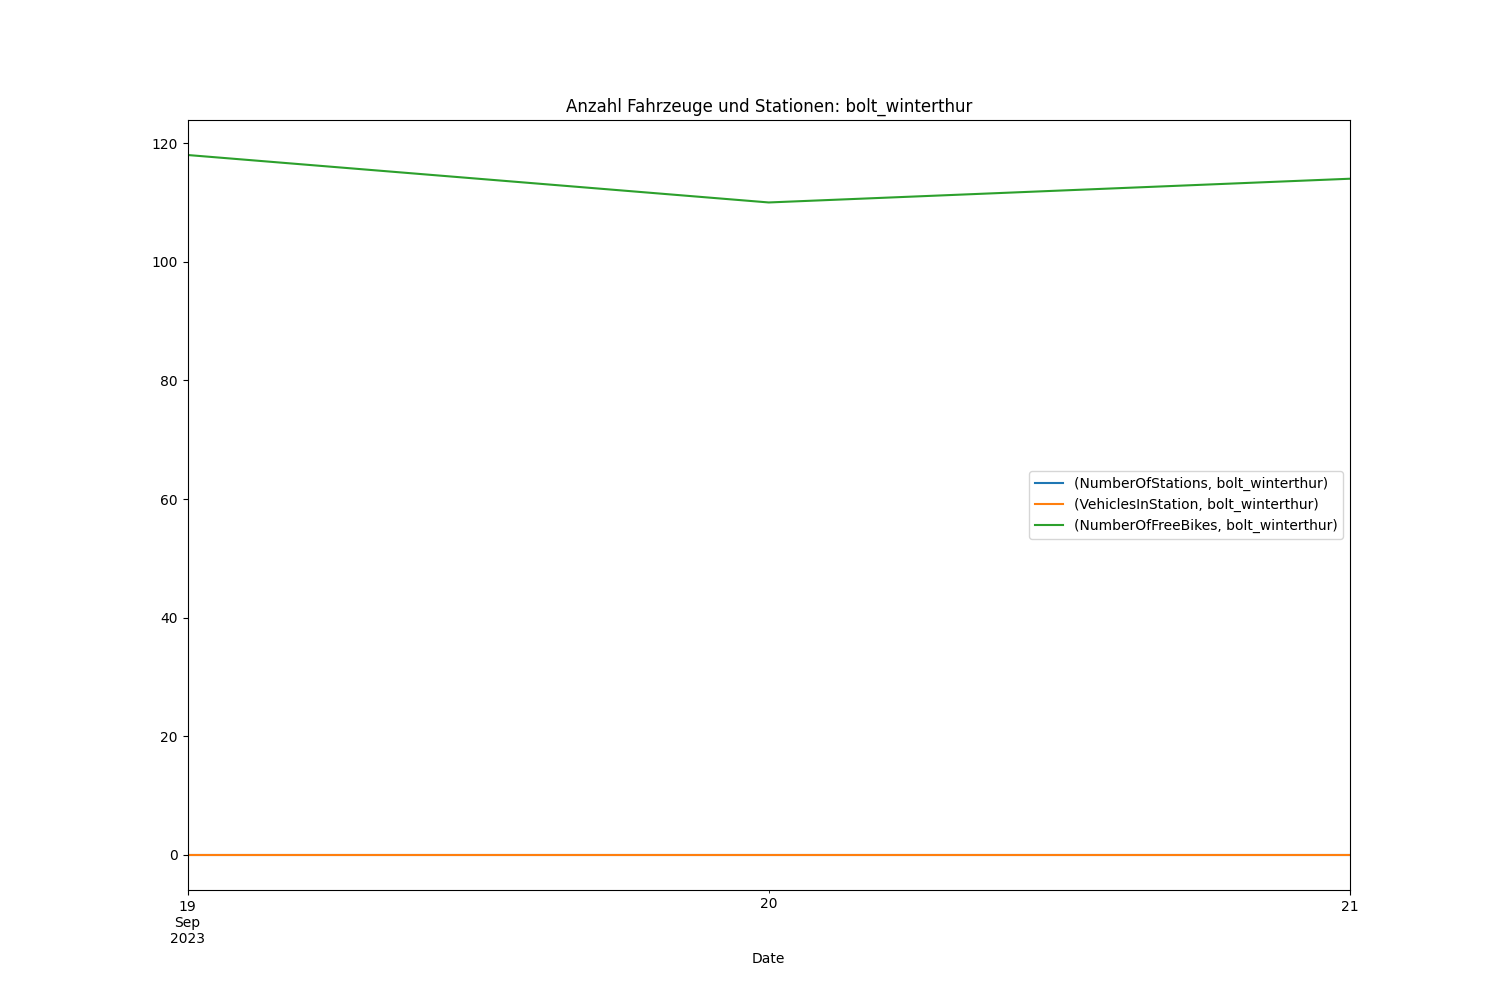 Anzahl Fahrzeuge und Stationen: bolt_winterthur
120
100
80
60
40
20
0
(NumberOfStations, bolt_winterthur)
(VehiclesInStation, bolt_winterthur)
(NumberOfFreeBikes, bolt_winterthur)
19
Sep
2023
20
21
Date